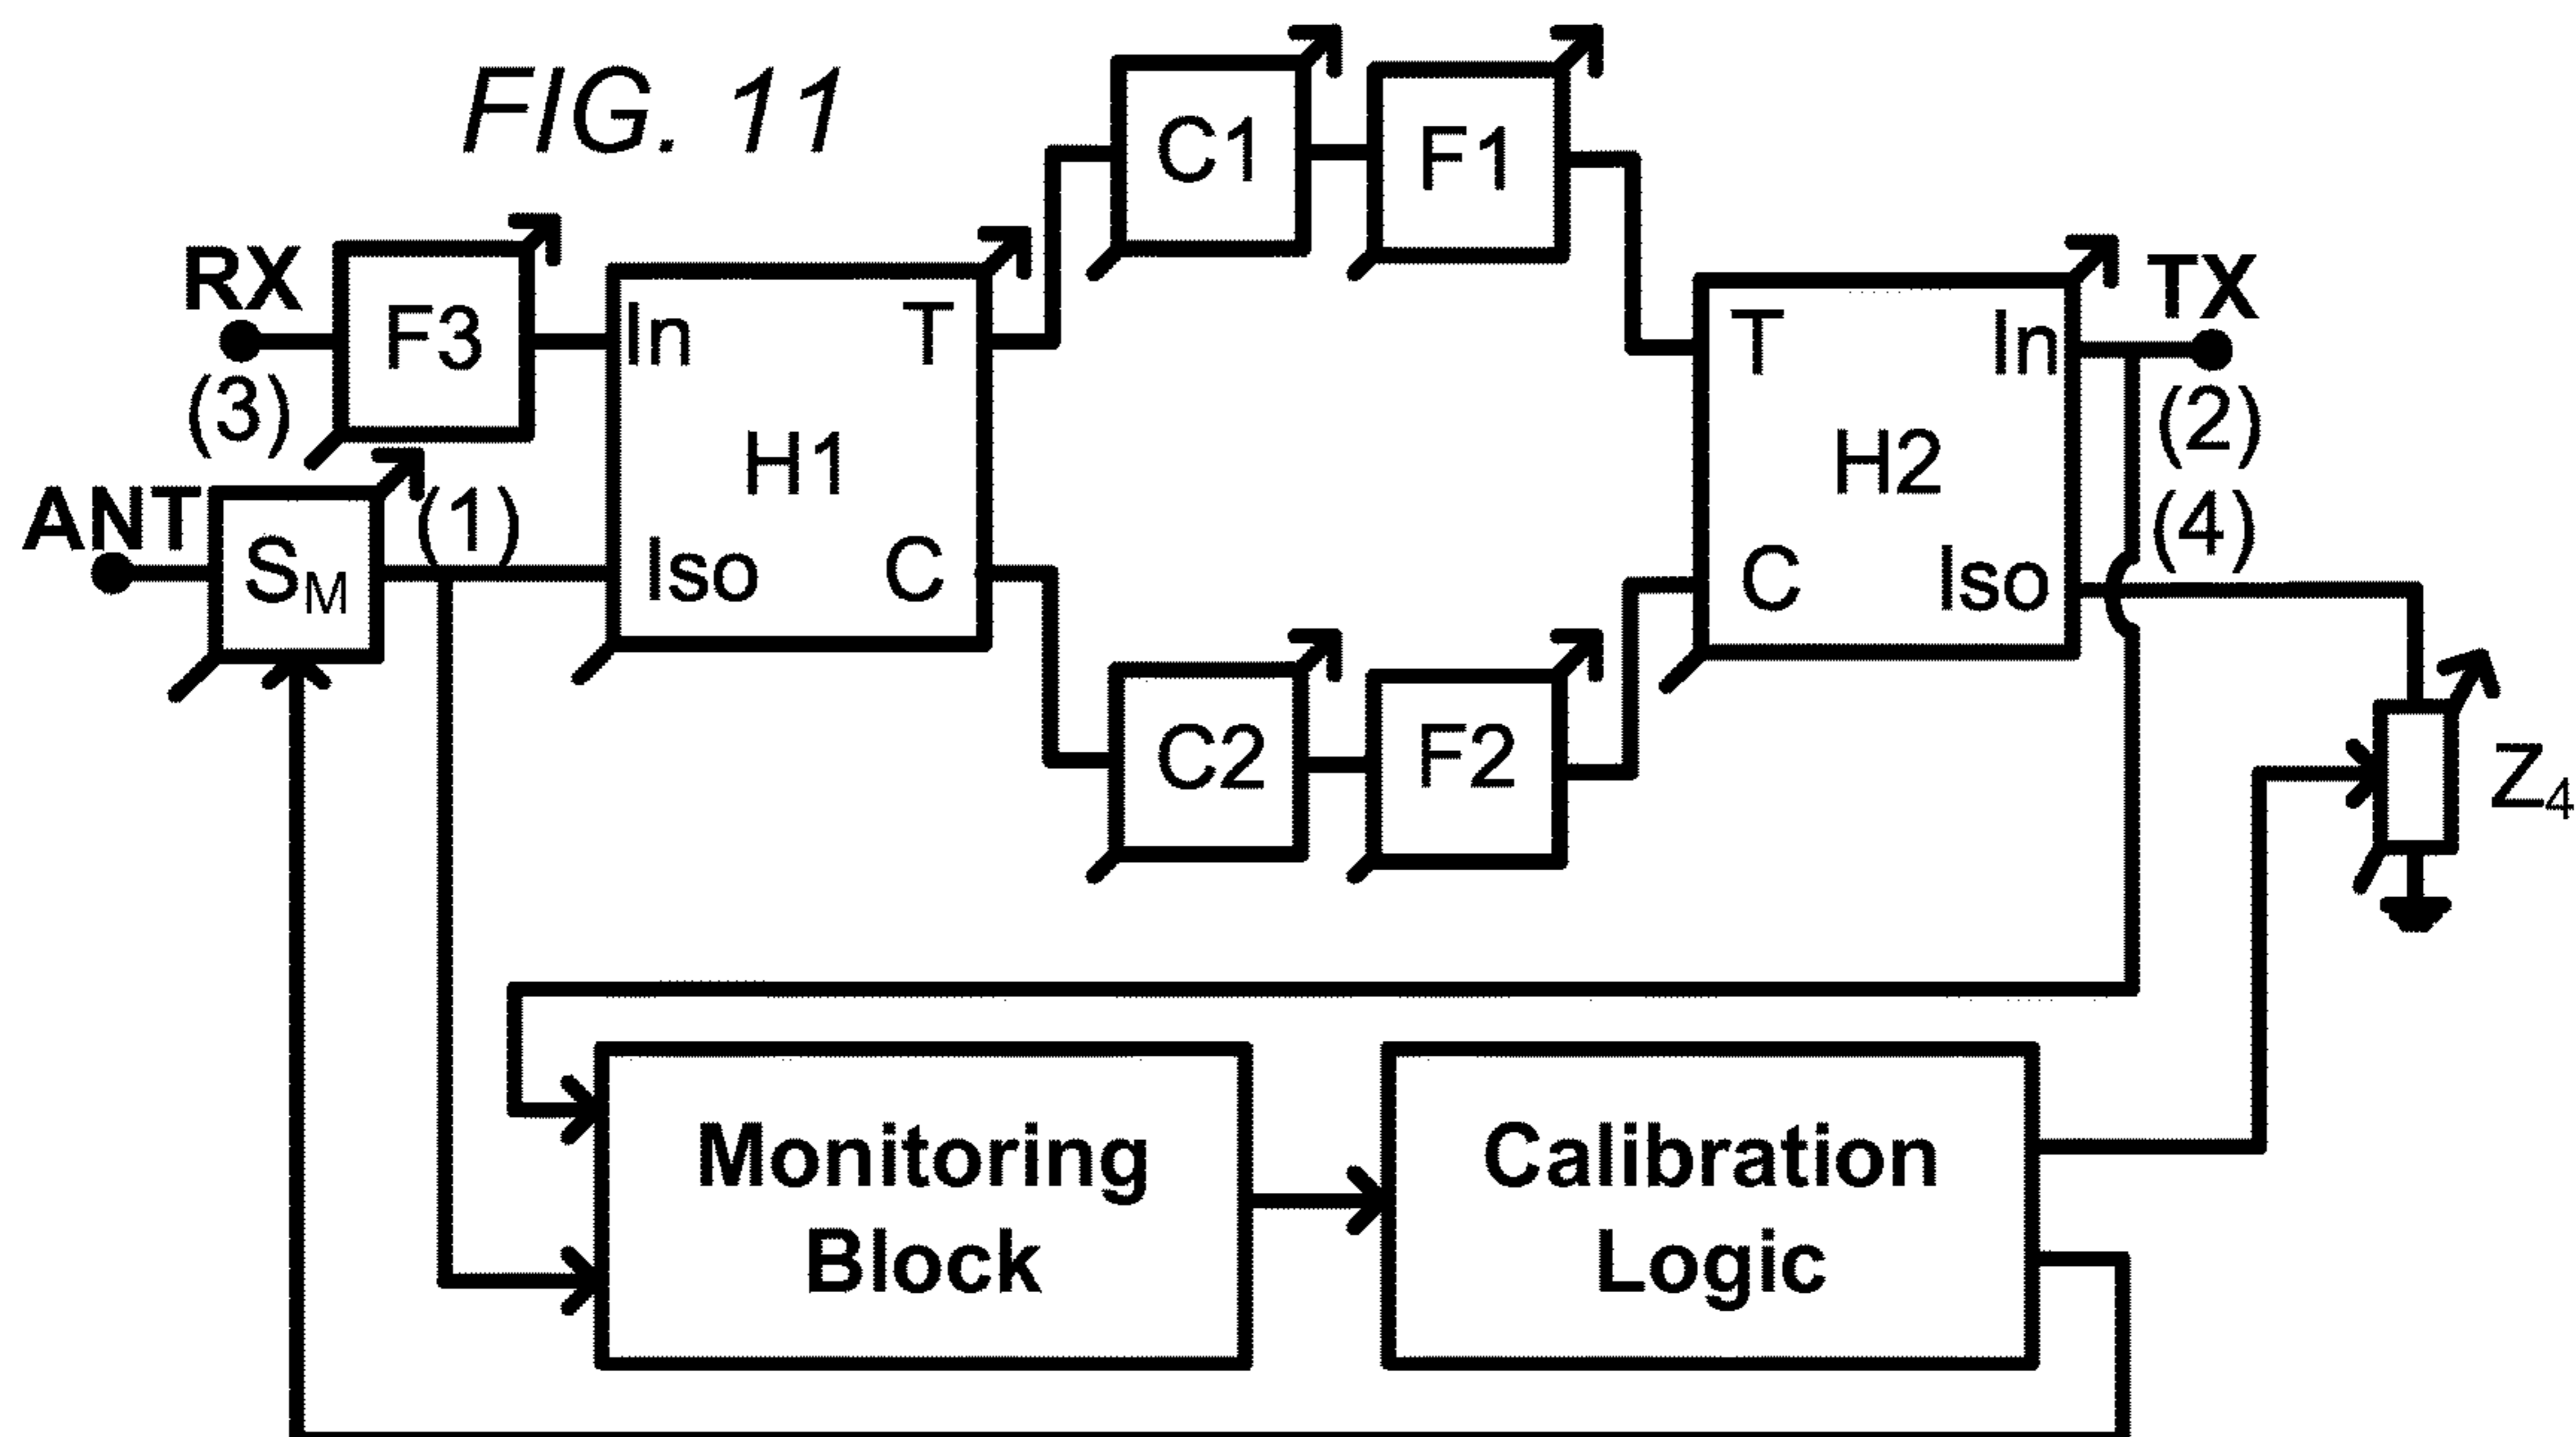 FIG. 11
C1
F1
RX
F3
In
T
T
In
TX
(3)
H1
H2
(2)
ANT
SM
(1)
Iso
C
C
Iso
(4)
C2
F2
Z4
Monitoring
Block
Calibration
Logic